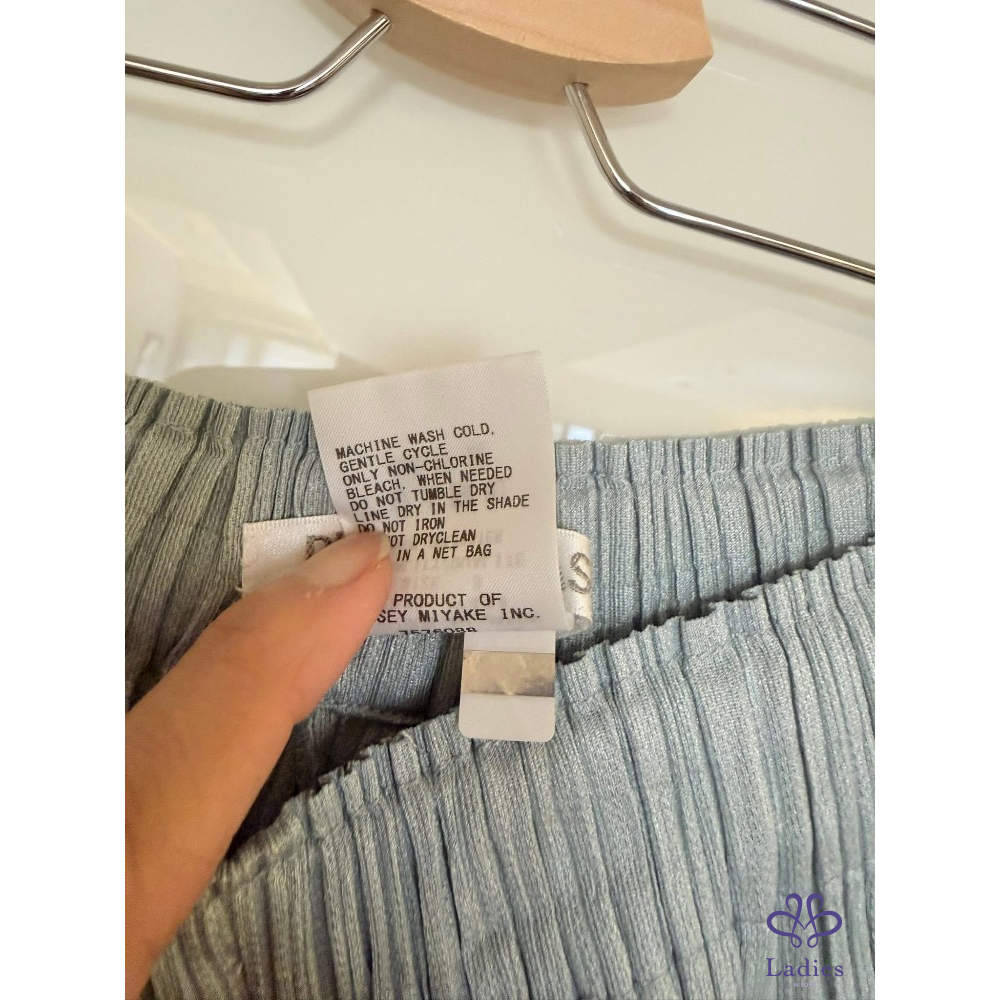 MACHINE WASH COLD,
GENTLE CYCLE
ONLY NON-CHLORINE
BLEACH, WHEN NEEDED
DO NOT TUMBLE DRY
LINE DRY IN THE SHADE
DO NOT IRON
NOT DRYCLEAN
IN A NET BAG
PRODUCT OF
SEY MIYAKE INC.
Ladies